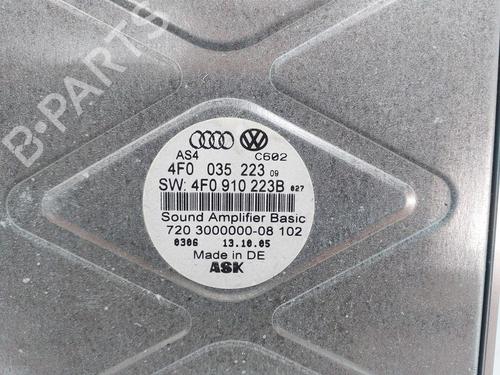 B-PARTS
AS4 C602
4F0 035 223 09
SW: 4F0 910 223B 027
Sound Amplifier Basic
720 3000000-08 102
0306 13.10.05
Made in DE
ASK